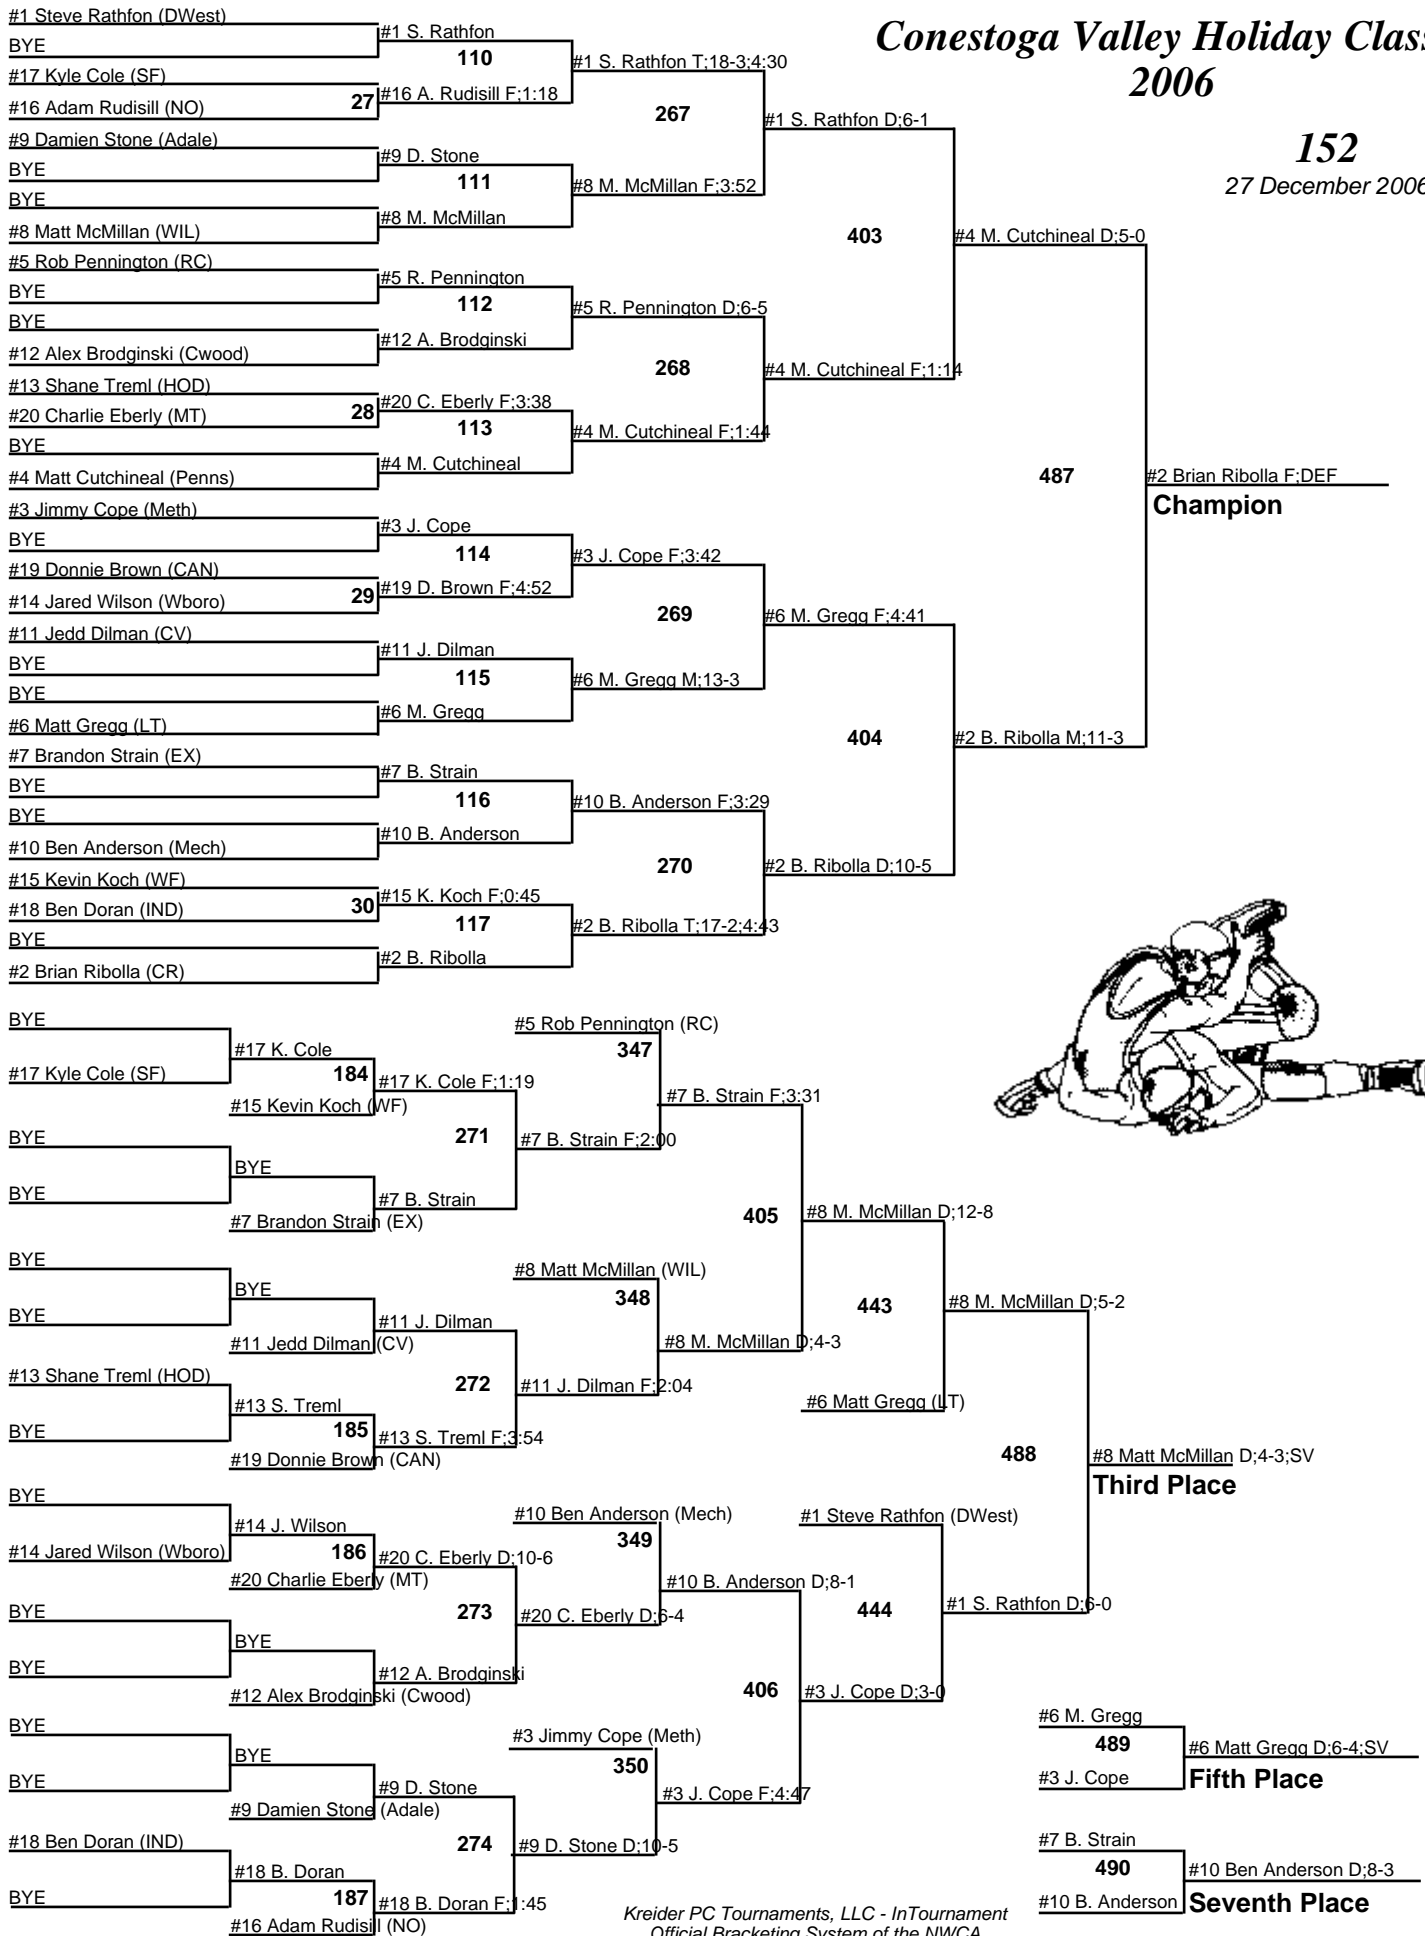 Conestoga Valley Holiday Class
2006
152
27 December 2006
#1 Steve Rathfon (DWest)
BYE
#17 Kyle Cole (SF)
#16 Adam Rudisill (NO)
#9 Damien Stone (Adale)
BYE
BYE
#8 Matt McMillan (WIL)
#5 Rob Pennington (RC)
BYE
BYE
#12 Alex Brodginski (Cwood)
#13 Shane Treml (HOD)
#20 Charlie Eberly (MT)
BYE
#4 Matt Cutchineal (Penns)
#3 Jimmy Cope (Meth)
BYE
#19 Donnie Brown (CAN)
#14 Jared Wilson (Wboro)
#11 Jedd Dilman (CV)
BYE
BYE
#6 Matt Gregg (LT)
#7 Brandon Strain (EX)
BYE
BYE
#10 Ben Anderson (Mech)
#15 Kevin Koch (WF)
#18 Ben Doran (IND)
BYE
#2 Brian Ribolla (CR)
27
28
29
30
#1 S. Rathfon
110
#16 A. Rudisill F;1:18
#9 D. Stone
111
#8 M. McMillan
#5 R. Pennington
112
#12 A. Brodginski
#20 C. Eberly F;3:38
113
#4 M. Cutchineal
#3 J. Cope
114
#19 D. Brown F;4:52
#11 J. Dilman
115
#6 M. Gregg
#7 B. Strain
116
#10 B. Anderson
#15 K. Koch F;0:45
117
#2 B. Ribolla
#1 S. Rathfon T;18-3;4:30
267
#8 M. McMillan F;3:52
#5 R. Pennington D;6-5
268
#4 M. Cutchineal F;1:44
#3 J. Cope F;3:42
269
#6 M. Gregg M;13-3
#10 B. Anderson F;3:29
270
#2 B. Ribolla T;17-2;4:43
#1 S. Rathfon D;6-1
403
#4 M. Cutchineal F;1:14
#6 M. Gregg F;4:41
404
#2 B. Ribolla D;10-5
#4 M. Cutchineal D;5-0
487
#2 B. Ribolla M;11-3
#2 Brian Ribolla F;DEF
Champion
BYE
#17 Kyle Cole (SF)
BYE
BYE
BYE
BYE
#13 Shane Treml (HOD)
BYE
BYE
#14 Jared Wilson (Wboro)
BYE
BYE
BYE
BYE
#18 Ben Doran (IND)
BYE
#17 K. Cole
184
#15 Kevin Koch (WF)
BYE
#7 Brandon Strain (EX)
BYE
#11 Jedd Dilman (CV)
#13 S. Treml
185
#19 Donnie Brown (CAN)
#14 J. Wilson
186
#20 Charlie Eberly (MT)
BYE
#12 Alex Brodginski (Cwood)
BYE
#9 Damien Stone (Adale)
#18 B. Doran
187
#16 Adam Rudisill (NO)
#17 K. Cole F;1:19
271
#7 B. Strain
#11 J. Dilman
272
#13 S. Treml F;3:54
#20 C. Eberly D;10-6
273
#12 A. Brodginski
#9 D. Stone
274
#18 B. Doran F;1:45
#5 Rob Pennington (RC)
347
#7 B. Strain F;2:00
#8 Matt McMillan (WIL)
348
#11 J. Dilman F;2:04
#10 Ben Anderson (Mech)
349
#20 C. Eberly D;6-4
#3 Jimmy Cope (Meth)
350
#9 D. Stone D;10-5
#7 B. Strain F;3:31
405
#8 M. McMillan D;4-3
#10 B. Anderson D;8-1
406
#3 J. Cope F;4:47
#8 M. McMillan D;12-8
443
#6 Matt Gregg (LT)
#1 Steve Rathfon (DWest)
444
#3 J. Cope D;3-0
#8 M. McMillan D;5-2
488
#1 S. Rathfon D;6-0
#8 Matt McMillan D;4-3;SV
Third Place
#6 M. Gregg
489
#3 J. Cope
#6 Matt Gregg D;6-4;SV
Fifth Place
#7 B. Strain
490
#10 B. Anderson
#10 Ben Anderson D;8-3
Seventh Place
Kreider PC Tournaments, LLC - InTournament
Official Bracketing System of the NWCA